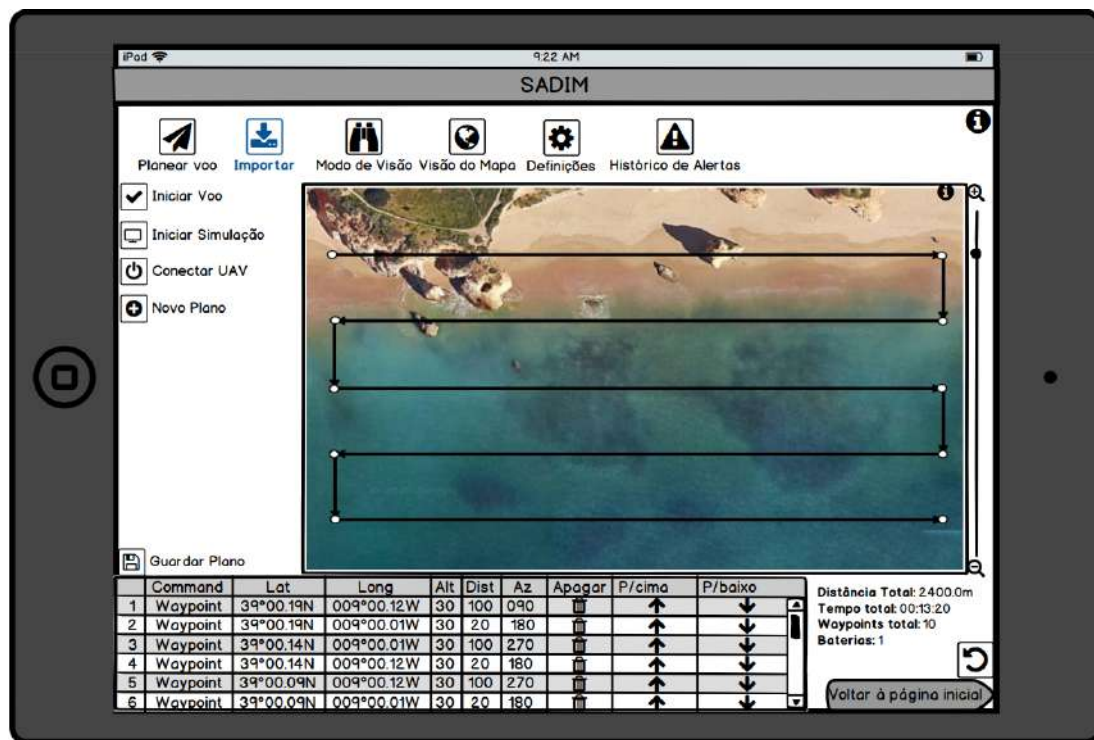 iPad 9:22 AM
SADIM
Planear voo Importar Modo de Visão Visão do Mapa Definições Histórico de Alertas
Iniciar Voo
Iniciar Simulação
Conectar UAV
Novo Plano
Guardar Plano
Command Lat Long Alt Dist Az Apagar P/cima P/baixo
1 Waypoint 39°00.19N 009°00.12W 30 100 090
2 Waypoint 39°00.19N 009°00.01W 30 20 180
3 Waypoint 39°00.14N 009°00.01W 30 100 270
4 Waypoint 39°00.14N 009°00.12W 30 20 180
5 Waypoint 39°00.09N 009°00.12W 30 100 270
6 Waypoint 39°00.09N 009°00.01W 30 20 180
Distância Total: 2400.0m
Tempo total: 00:13:20
Waypoints total: 10
Baterias: 1
Voltar à página inicial